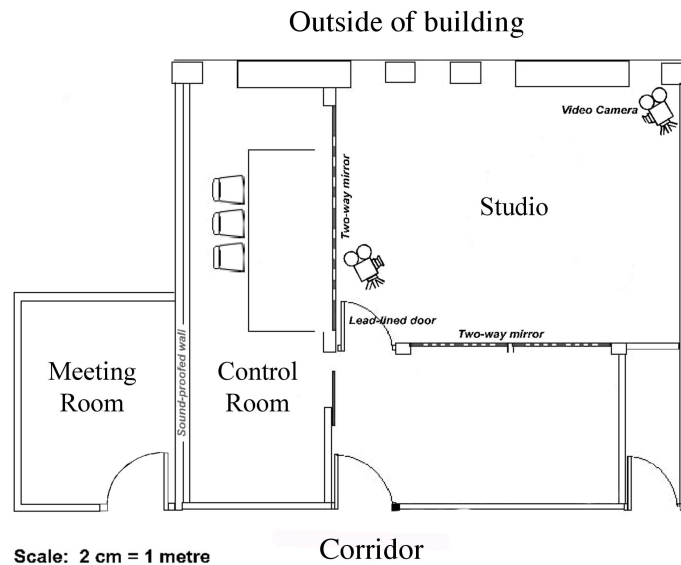 Outside of building
Video Camera
Two-way mirror
Studio
Lead-lined door
Two-way mirror
Sound-proofed wall
Meeting
Room
Control
Room
Scale: 2 cm = 1 metre
Corridor